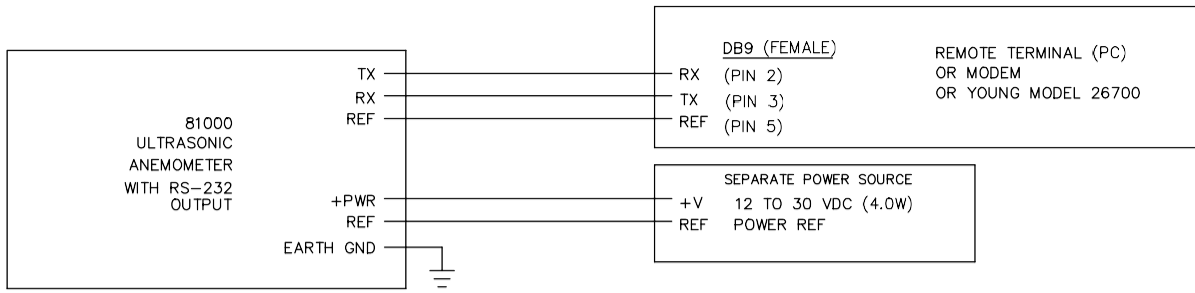 81000
ULTRASONIC
ANEMOMETER
WITH RS-232
OUTPUT
TX
RX
REF
+PWR
REF
EARTH GND
DB9 (FEMALE)
RX (PIN 2)
TX (PIN 3)
REF (PIN 5)
REMOTE TERMINAL (PC)
OR MODEM
OR YOUNG MODEL 26700
SEPARATE POWER SOURCE
+V 12 TO 30 VDC (4.0W)
REF POWER REF